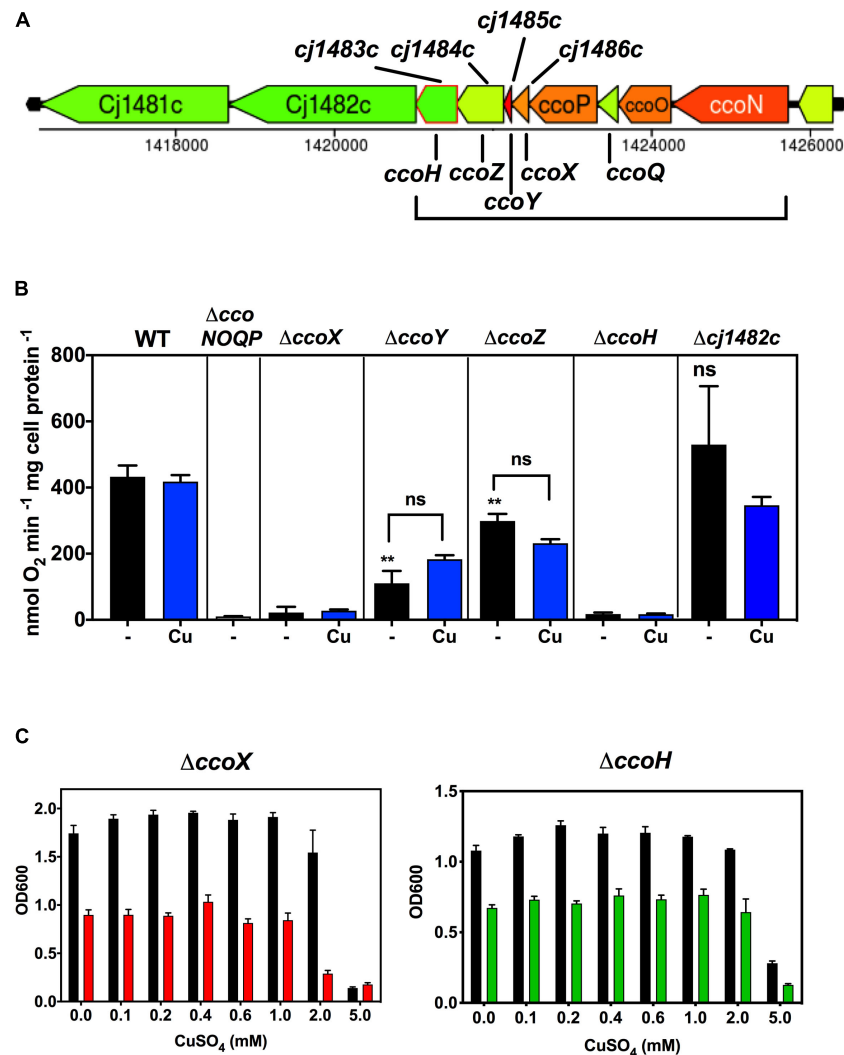 A
cj1485c
cj1483c cj1484c cj1486c
Cj1481c Cj1482c ccoP ccoO ccoN
1418000 1420000 1424000 1426000
ccoH ccoZ ccoX ccoQ
ccoY
B
Δcco
NOQP
WT ΔccoX ΔccoY ΔccoZ ΔccoH Δcj1482c
nmol O₂ min ⁻¹ mg cell protein ⁻¹
800
600
400
200
0
ns
ns
ns
** **
- Cu - - Cu - Cu - Cu - Cu - Cu
C
ΔccoX
OD600
2.0
1.5
1.0
0.5
0.0
0.0 0.1 0.2 0.4 0.6 1.0 2.0 5.0
CuSO₄ (mM)
ΔccoH
OD600
1.5
1.0
0.5
0.0
0.0 0.1 0.2 0.4 0.6 1.0 2.0 5.0
CuSO₄ (mM)